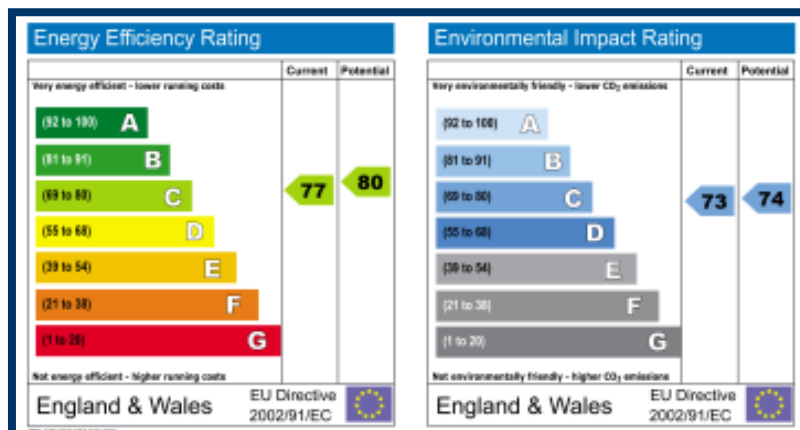 Energy Efficiency Rating
Current Potential
Very energy efficient - lower running costs
(92 to 100) A
(81 to 91) B
(69 to 80) C
(55 to 68) D
(39 to 54) E
(21 to 38) F
(1 to 20) G
77
80
Not energy efficient - higher running costs
England & Wales
EU Directive
2002/91/EC
Environmental Impact Rating
Current Potential
Very environmentally friendly - lower CO₂ emissions
(92 to 100) A
(81 to 91) B
(69 to 80) C
(55 to 68) D
(39 to 54) E
(21 to 38) F
(1 to 20) G
73
74
Not environmentally friendly - higher CO₂ emissions
England & Wales
EU Directive
2002/91/EC